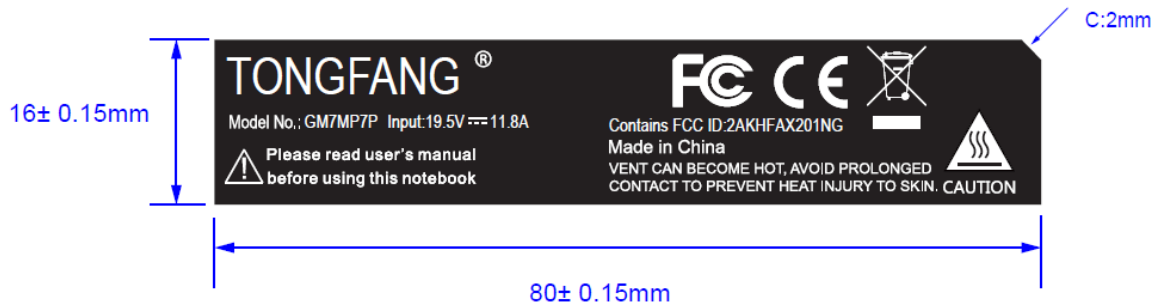 C:2mm
16± 0.15mm
TONGFANG ®
FC CE
Model No.: GM7MP7P Input:19.5V⎓11.8A
Please read user's manual
before using this notebook
Contains FCC ID:2AKHFAX201NG
Made in China
VENT CAN BECOME HOT, AVOID PROLONGED
CONTACT TO PREVENT HEAT INJURY TO SKIN.
CAUTION
80± 0.15mm